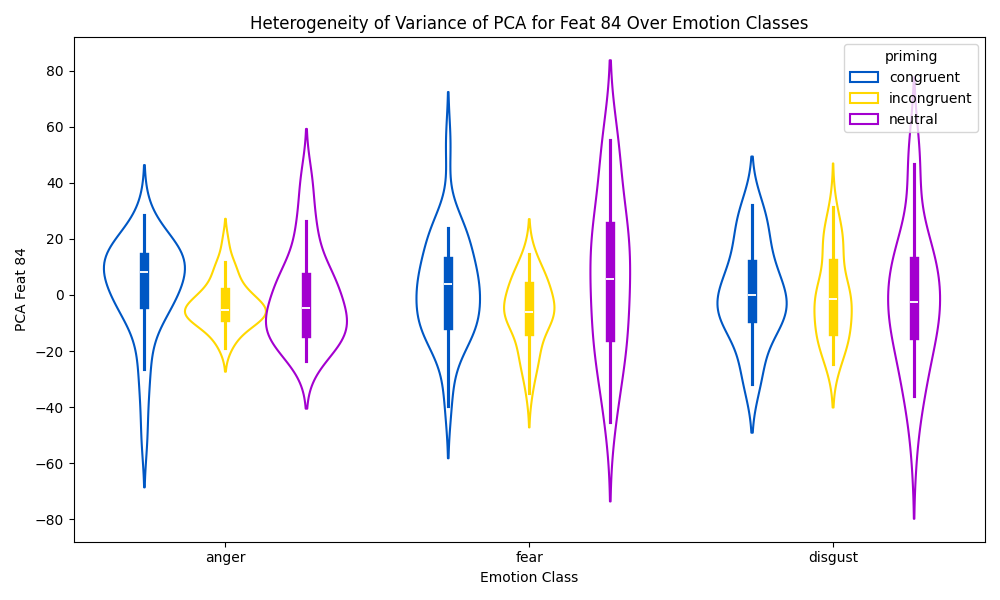 Heterogeneity of Variance of PCA for Feat 84 Over Emotion Classes
priming
congruent
incongruent
neutral
PCA Feat 84
80
60
40
20
0
−20
−40
−60
−80
anger fear disgust
Emotion Class